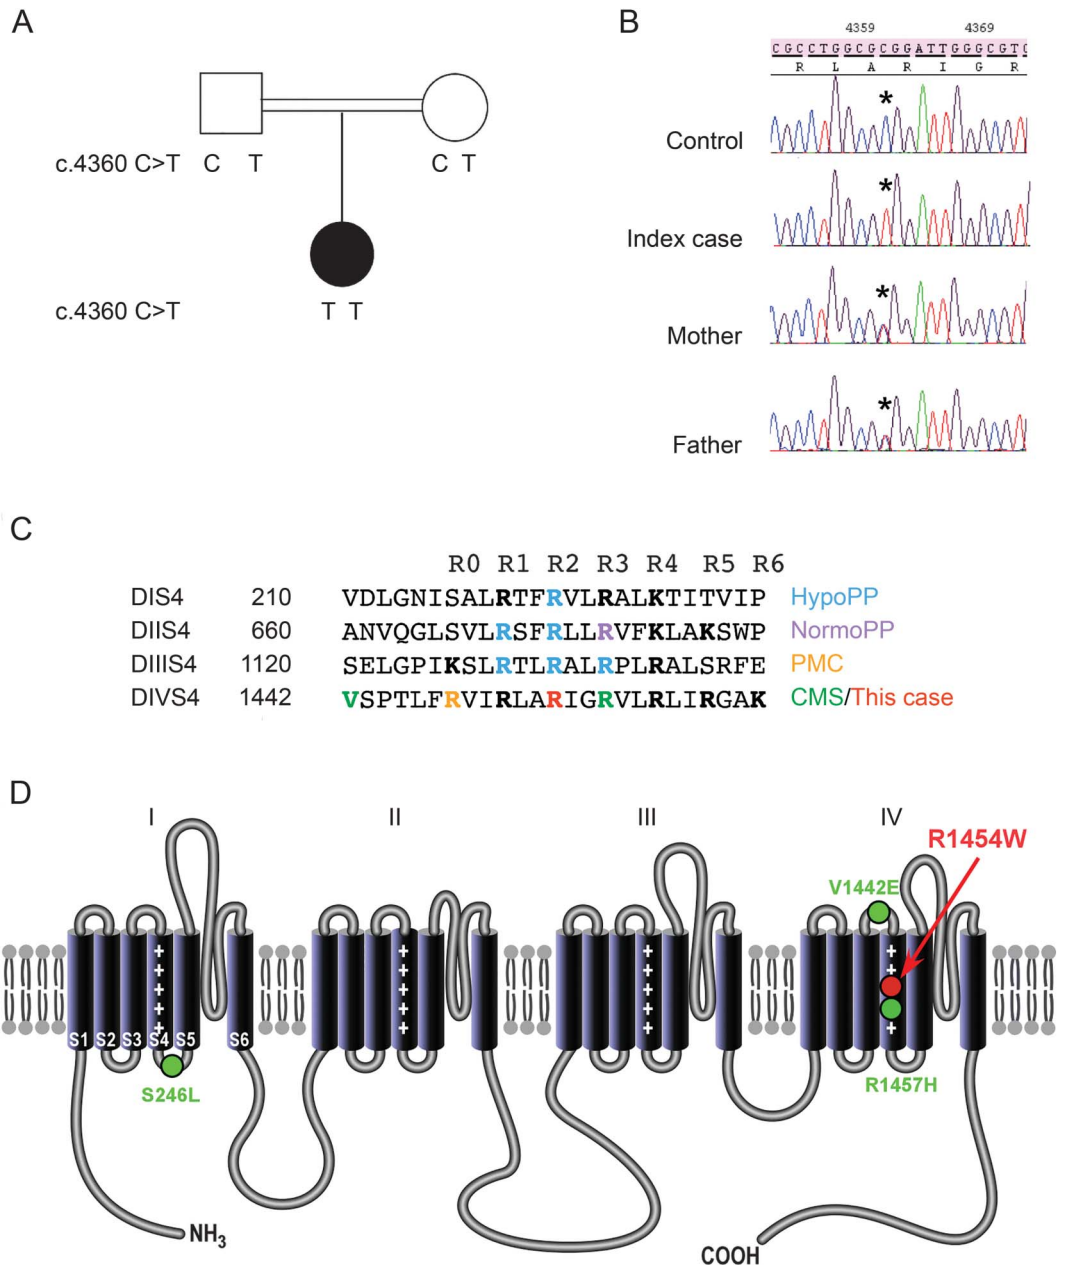 A
c.4360 C>T C T C T
c.4360 C>T T T
B
4359 4369
CGCCTGGCGCGGATTGGGCGTC
R L A R I G R
*
Control
*
Index case
*
Mother
*
Father
C
R0 R1 R2 R3 R4 R5 R6
DIS4 210 VDLGNISALRTFRVLRALKTITVIP HypoPP
DIIS4 660 ANVQGLSVLRSFRLLRVFKLAKSWP NormoPP
DIIIS4 1120 SELGPIKSLRTLRALRPLRALSRFE PMC
DIVS4 1442 VSPTLFRVIRLARIGRVLRLIRGAK CMS/This case
D
I II III IV
R1454W
V1442E
+ + + +
+ + + +
+ + +
+ + +
+ + +
S1 S2 S3 S4 S5 S6
+ + + +
S246L
R1457H
NH3
COOH